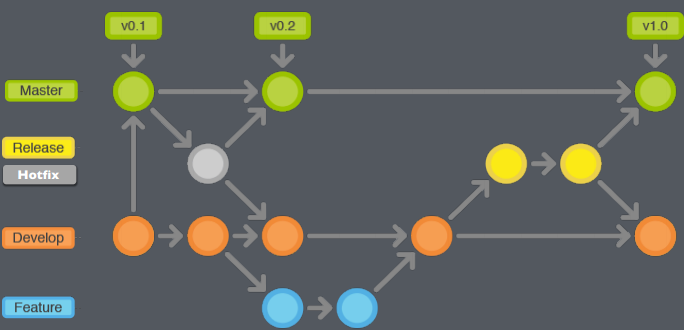 v0.1
v0.2
v1.0
Master
Release
Hotfix
Develop
Feature